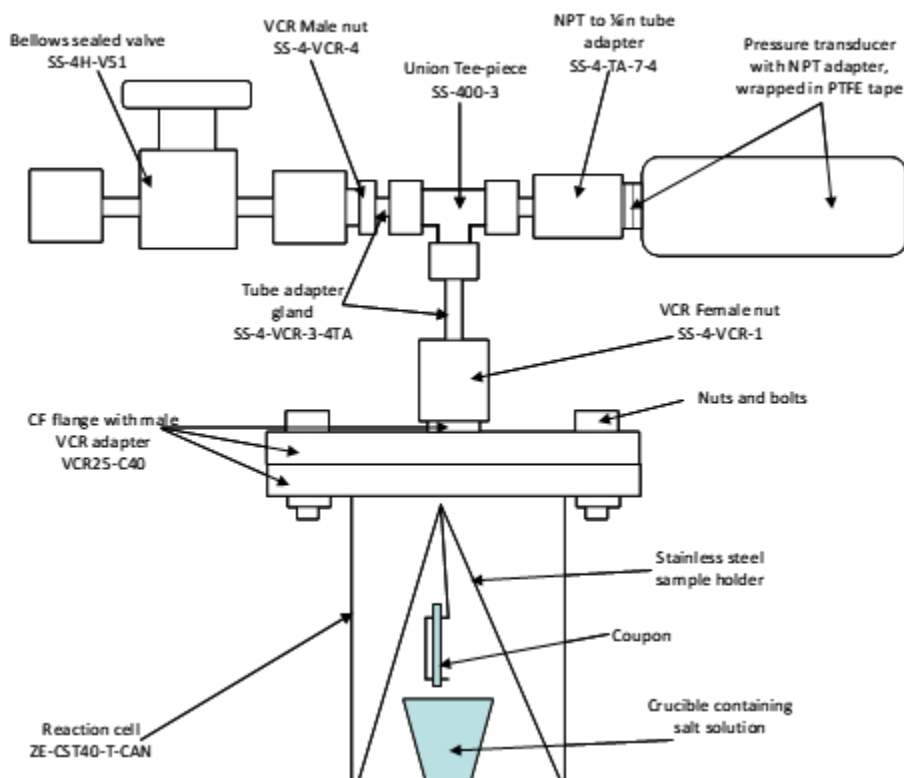 Bellows sealed valve
SS-4H-V51
VCR Male nut
SS-4-VCR-4
Union Tee-piece
SS-400-3
NPT to ¼in tube
adapter
SS-4-TA-7-4
Pressure transducer
with NPT adapter,
wrapped in PTFE tape
Tube adapter
gland
SS-4-VCR-3-4TA
VCR Female nut
SS-4-VCR-1
CF flange with male
VCR adapter
VCR25-C40
Nuts and bolts
Stainless steel
sample holder
Coupon
Reaction cell
ZE-CST40-T-CAN
Crucible containing
salt solution